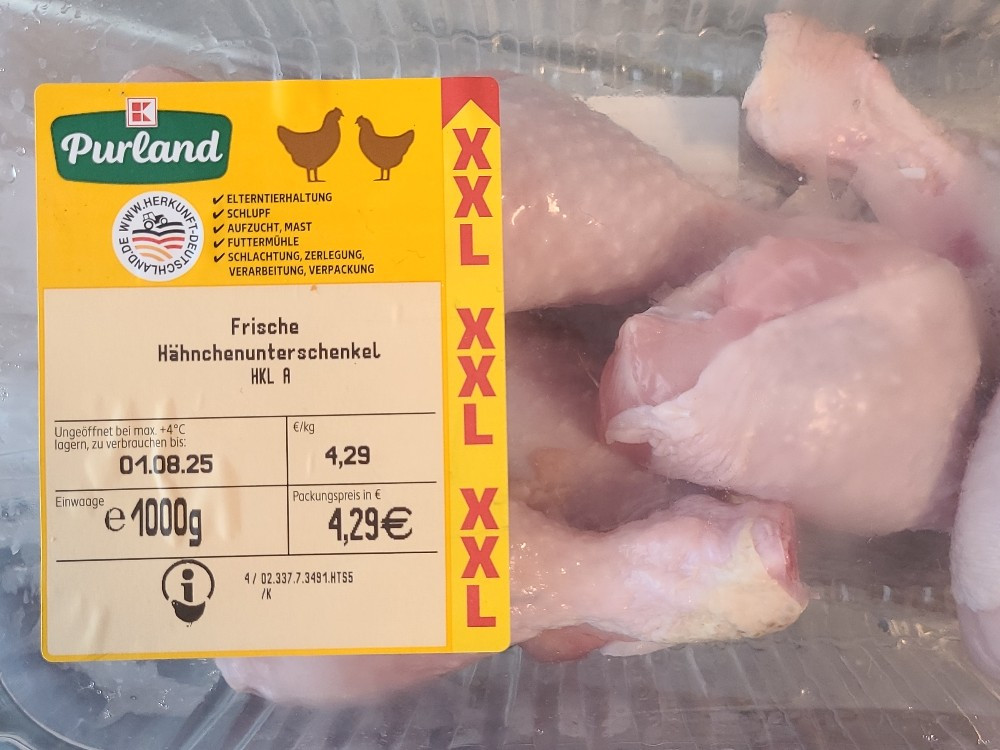 K
Purland
WWW.HERKUNFT-DEUTSCHLAND.DE
✔ ELTERNTIERHALTUNG
✔ SCHLUPF
✔ AUFZUCHT, MAST
✔ FUTTERMÜHLE
✔ SCHLACHTUNG, ZERLEGUNG,
VERARBEITUNG, VERPACKUNG
Frische
Hähnchenunterschenkel
HKL A
Ungeöffnet bei max. +4°C
lagern, zu verbrauchen bis:
01.08.25
€/kg
4,29
Einwaage
e 1000g
Packungspreis in €
4,29€
i
4/ 02.337.7.3491.HTS5
/K
XXL XXL XXL